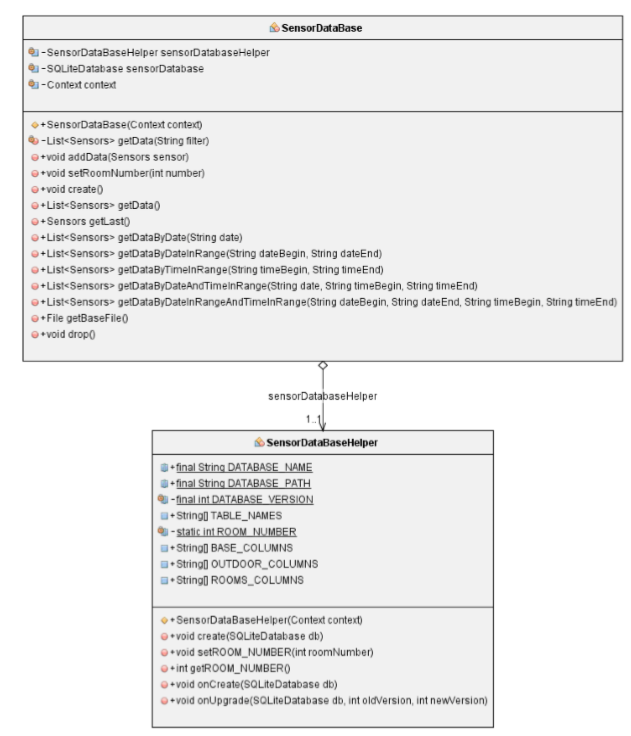 SensorDataBase
-SensorDataBaseHelper sensorDatabaseHelper
-SQLiteDatabase sensorDatabase
-Context context
+SensorDataBase(Context context)
-List<Sensors> getData(String filter)
+void addData(Sensors sensor)
+void setRoomNumber(int number)
+void create()
+List<Sensors> getData()
+Sensors getLast()
+List<Sensors> getDataByDate(String date)
+List<Sensors> getDataByDateInRange(String dateBegin, String dateEnd)
+List<Sensors> getDataByTimeInRange(String timeBegin, String timeEnd)
+List<Sensors> getDataByDateAndTimeInRange(String date, String timeBegin, String timeEnd)
+List<Sensors> getDataByDateInRangeAndTimeInRange(String dateBegin, String dateEnd, String timeBegin, String timeEnd)
+File getBaseFile()
+void drop()
sensorDatabaseHelper
1..1
SensorDataBaseHelper
+final String DATABASE_NAME
+final String DATABASE_PATH
-final int DATABASE_VERSION
+String[] TABLE_NAMES
-static int ROOM_NUMBER
+String[] BASE_COLUMNS
+String[] OUTDOOR_COLUMNS
+String[] ROOMS_COLUMNS
+SensorDataBaseHelper(Context context)
+void create(SQLiteDatabase db)
+void setROOM_NUMBER(int roomNumber)
+int getROOM_NUMBER()
+void onCreate(SQLiteDatabase db)
+void onUpgrade(SQLiteDatabase db, int oldVersion, int newVersion)